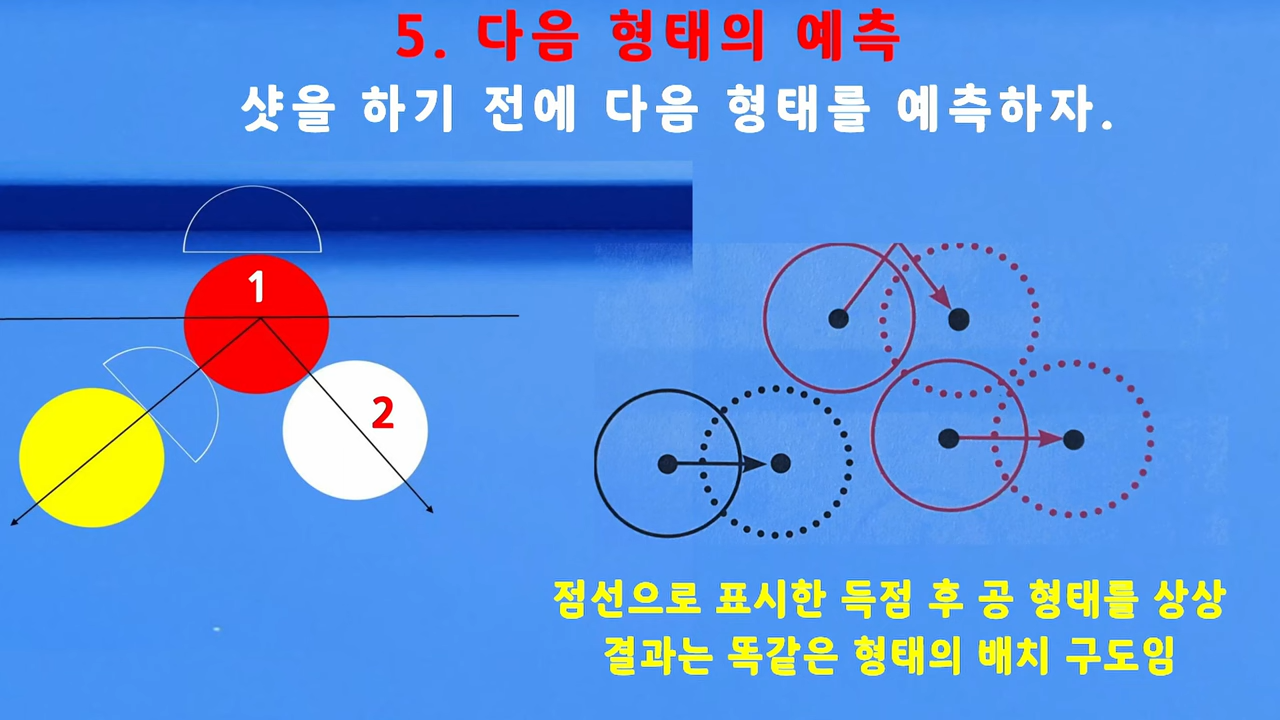 5. 다음 형태의 예측
샷을 하기 전에 다음 형태를 예측하자.
1
2
점선으로 표시한 득점 후 공 형태를 상상
결과는 똑같은 형태의 배치 구도임